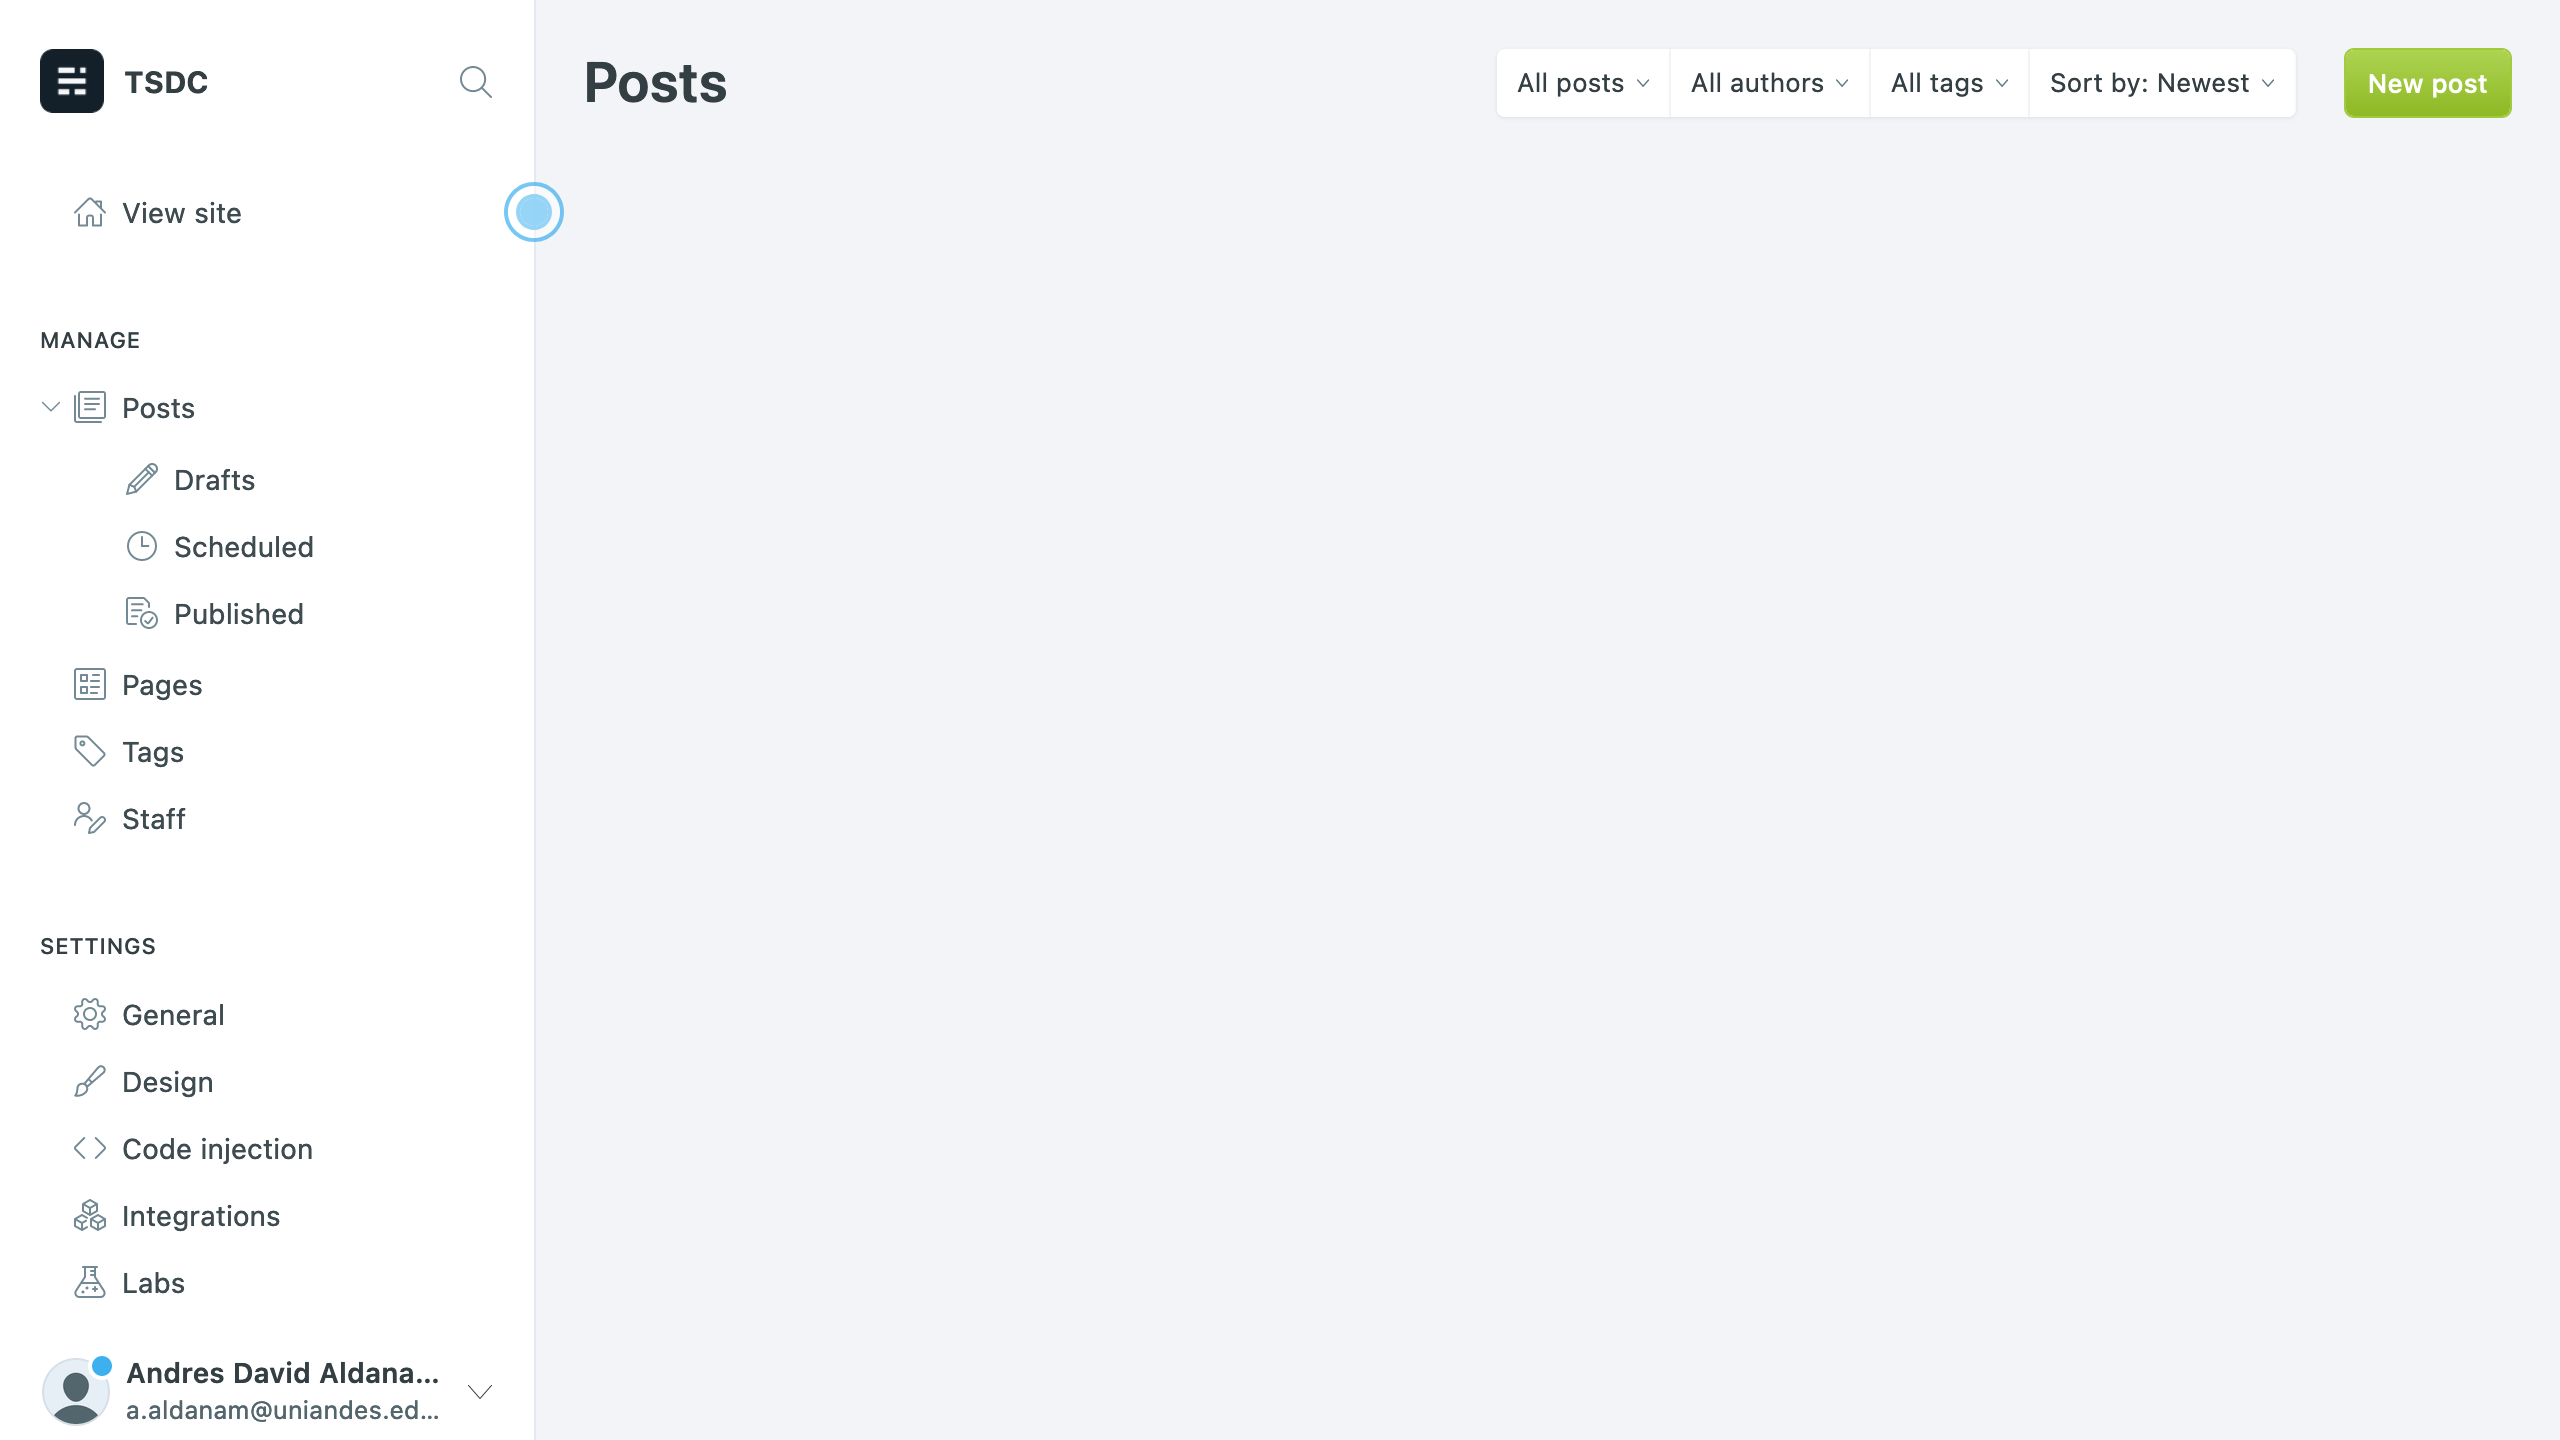 TSDC
View site
MANAGE
Posts
Drafts
Scheduled
Published
Pages
Tags
Staff
SETTINGS
General
Design
Code injection
Integrations
Labs
Andres David Aldana...
a.aldanam@uniandes.ed...
Posts
All posts
All authors
All tags
Sort by: Newest
New post